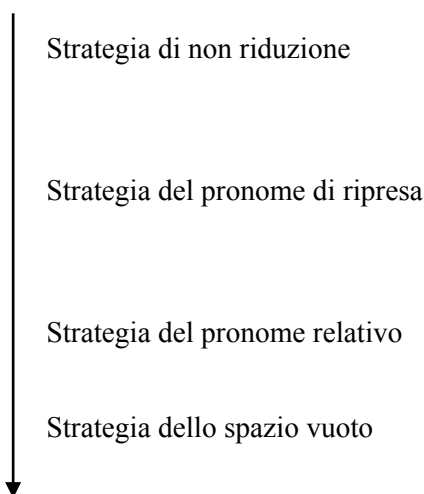 Strategia di non riduzione
Strategia del pronome di ripresa
Strategia del pronome relativo
Strategia dello spazio vuoto